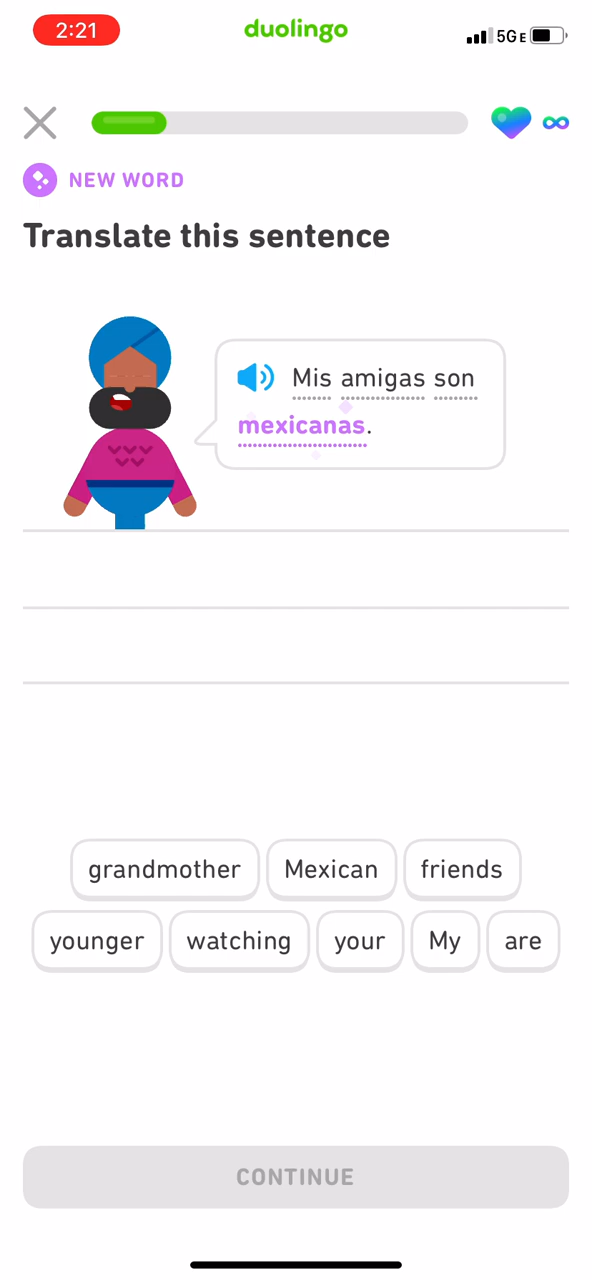 2:21
duolingo
5GE
NEW WORD
Translate this sentence
Mis amigas son
mexicanas.
grandmother Mexican friends
younger watching your My are
CONTINUE